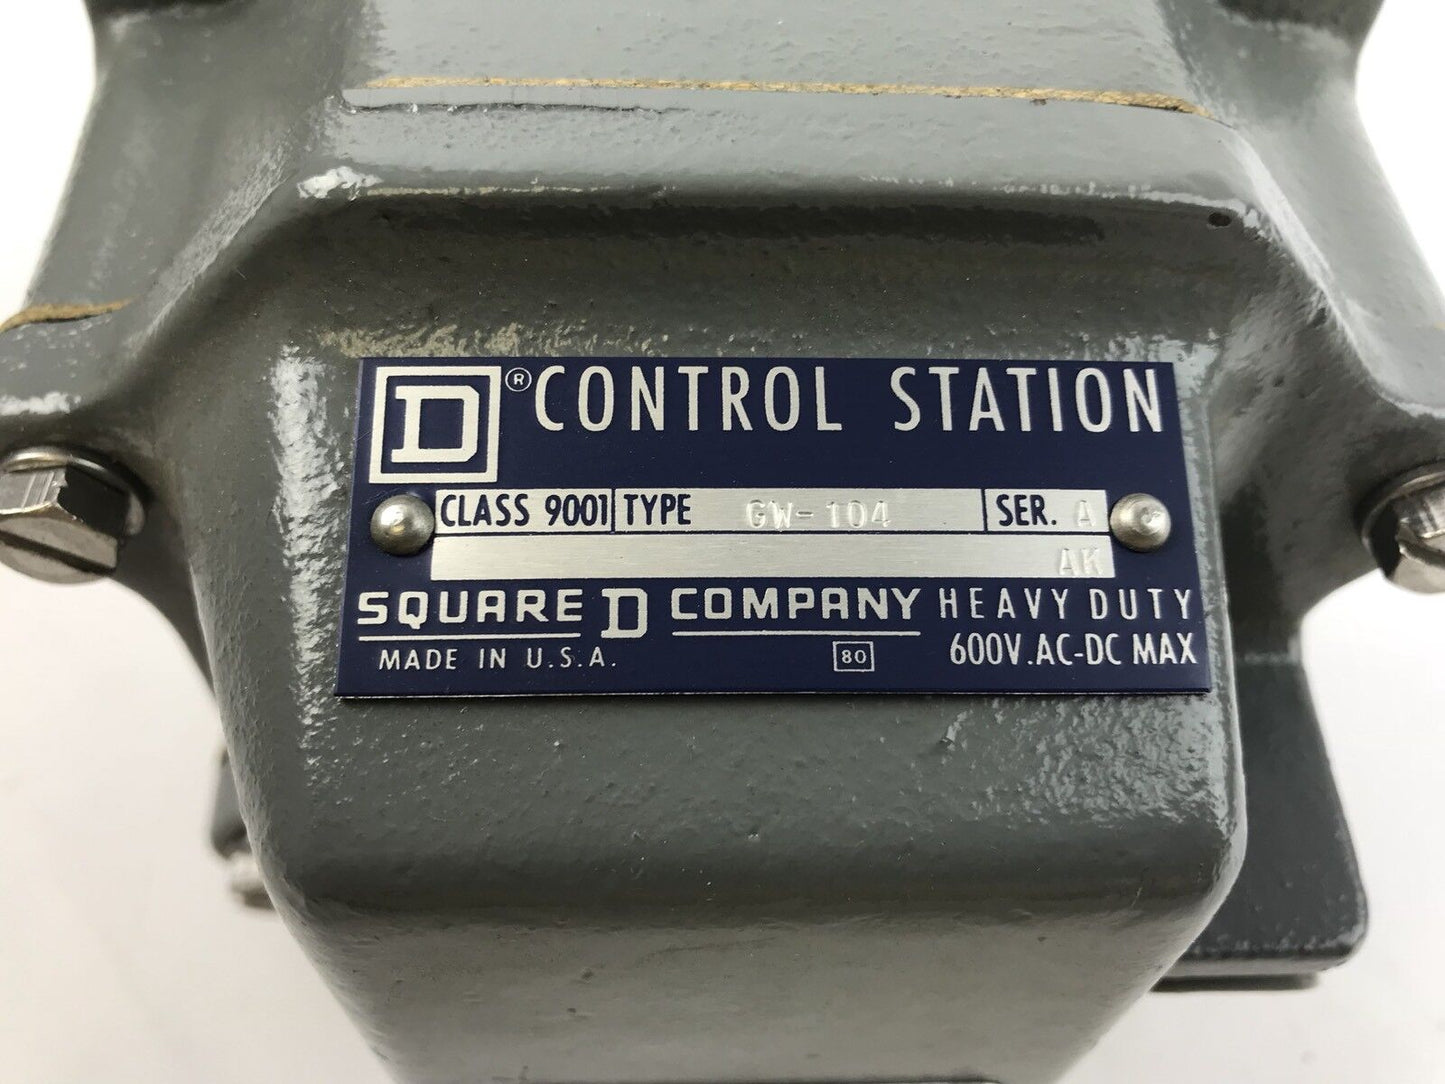 D ® CONTROL STATION
CLASS 9001 TYPE GW-104 SER. A
AK
SQUARE D COMPANY HEAVY DUTY
MADE IN U.S.A. 80 600V.AC-DC MAX